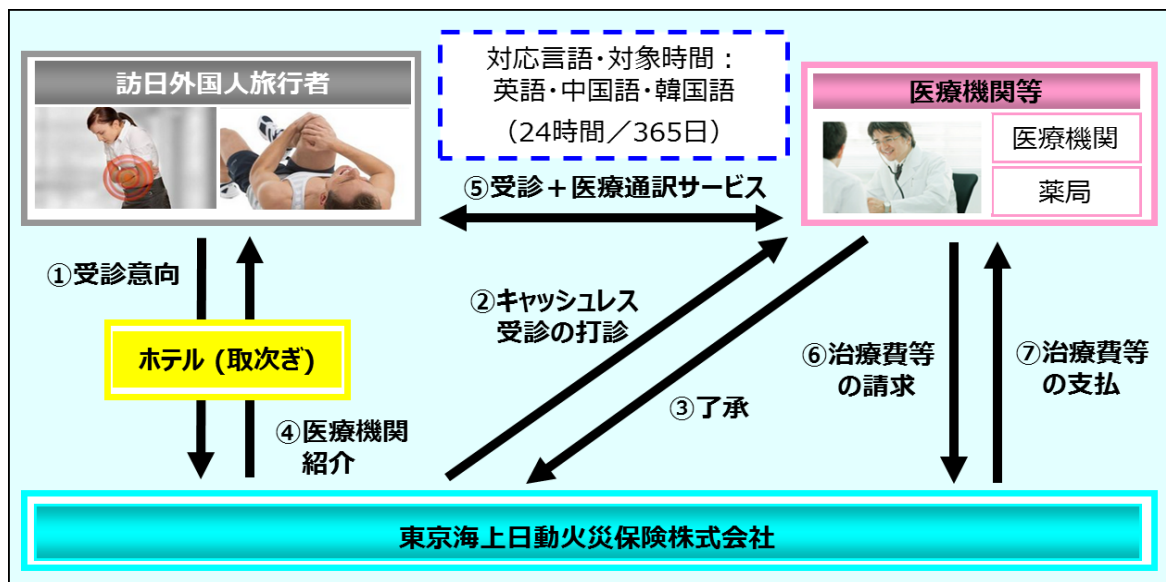 訪日外国人旅行者
対応言語・対象時間：
英語・中国語・韓国語
（24時間／365日）
医療機関等
医療機関
薬局
⑤受診＋医療通訳サービス
①受診意向
②キャッシュレス
受診の打診
ホテル (取次ぎ)
⑥治療費等
の請求
⑦治療費等
の支払
③了承
④医療機関
紹介
東京海上日動火災保険株式会社